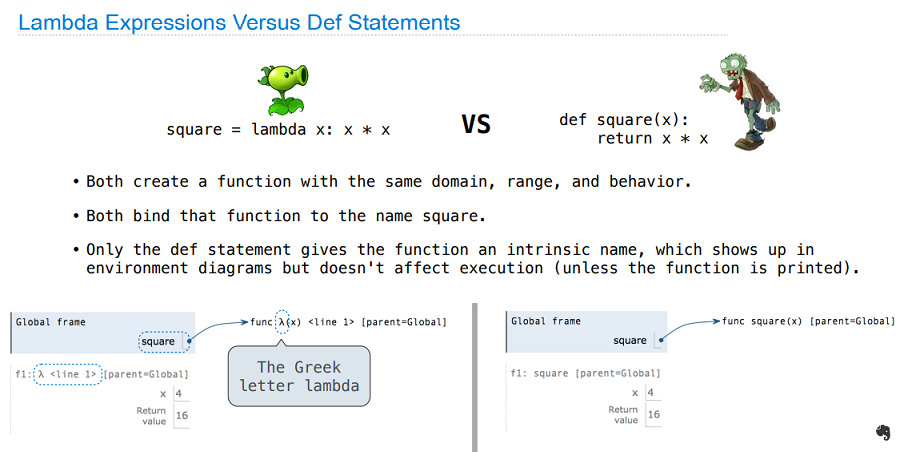 Lambda Expressions Versus Def Statements
square = lambda x: x * x
VS
def square(x):
return x * x
• Both create a function with the same domain, range, and behavior.
• Both bind that function to the name square.
• Only the def statement gives the function an intrinsic name, which shows up in
environment diagrams but doesn't affect execution (unless the function is printed).
Global frame
func λ(x) <line 1> [parent=Global]
square
The Greek
letter lambda
f1: λ <line 1> [parent=Global]
x 4
Return
value 16
Global frame
func square(x) [parent=Global]
square
f1: square [parent=Global]
x 4
Return
value 16